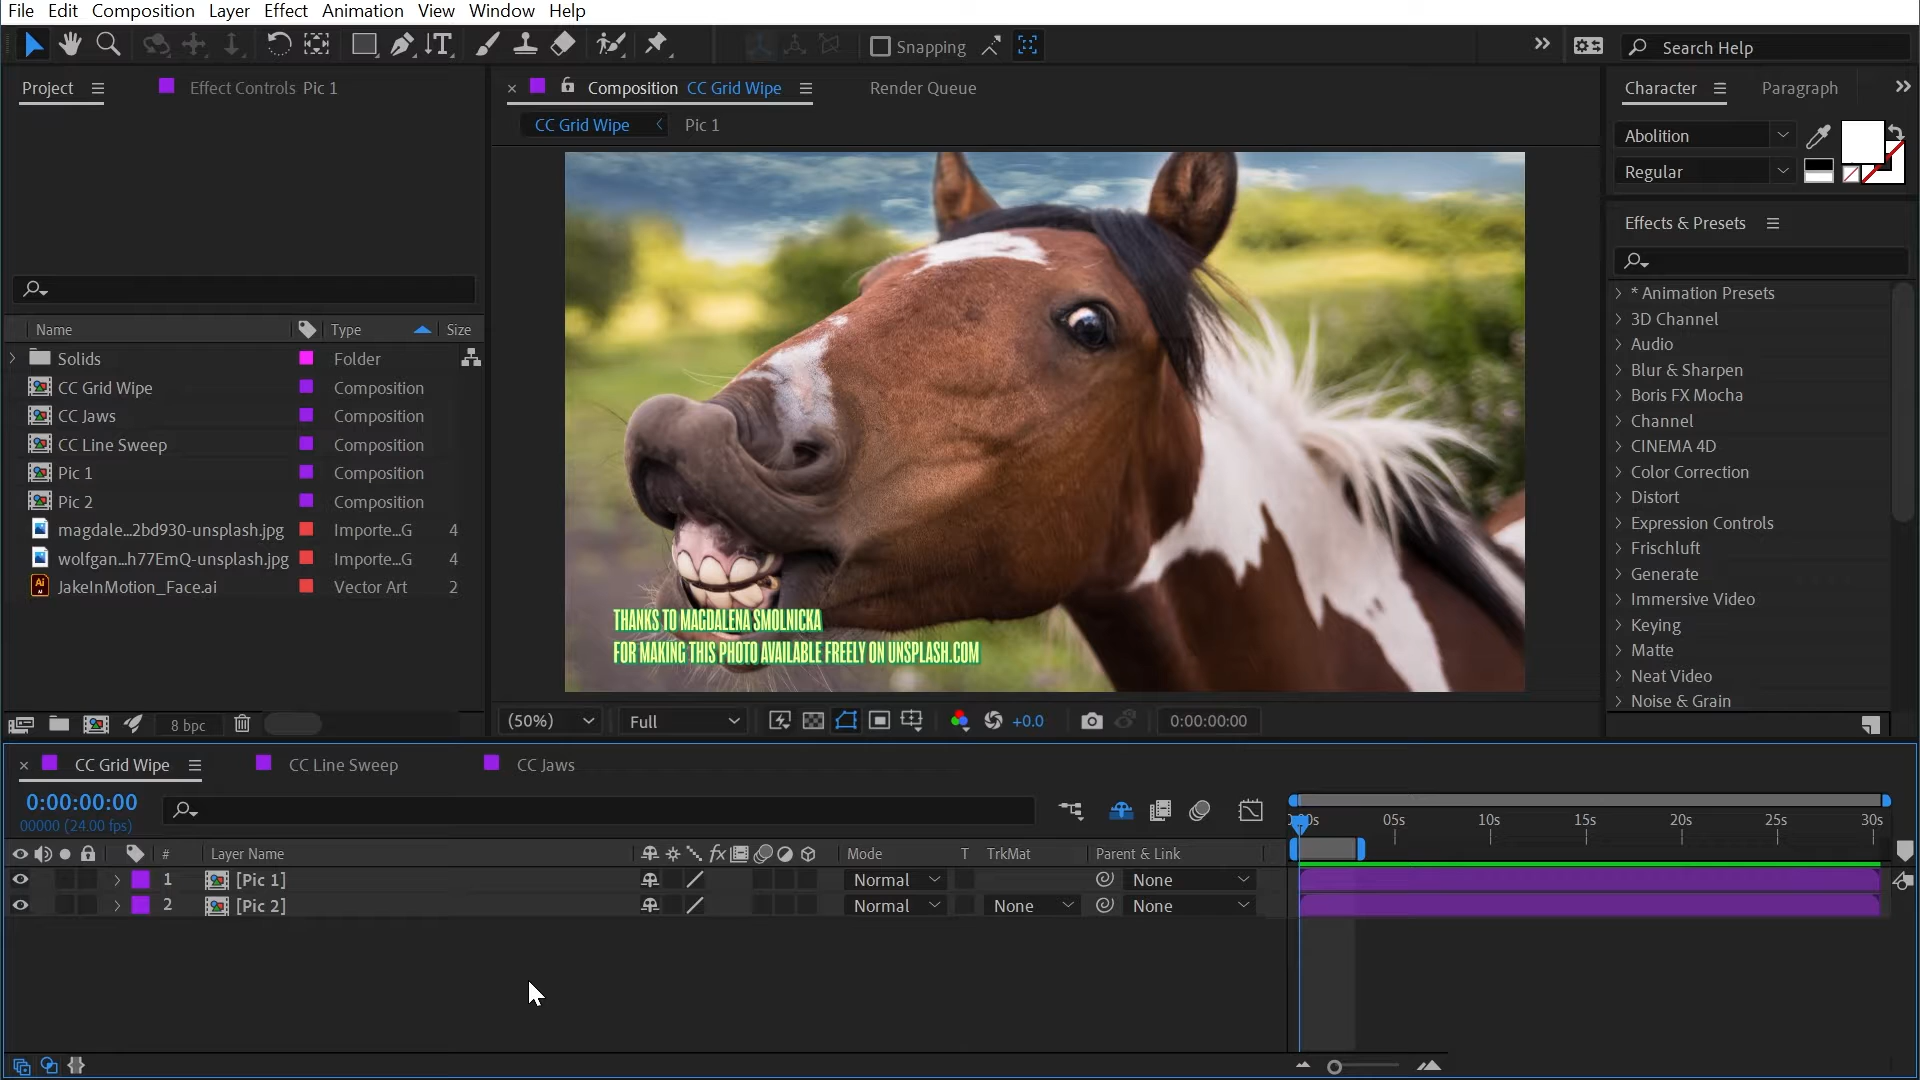 File Edit Composition Layer Effect Animation View Window Help
Snapping
Search Help
Project
Effect Controls Pic 1
Composition CC Grid Wipe
Render Queue
Character
Paragraph
CC Grid Wipe
Pic 1
Abolition
Regular
Effects & Presets
* Animation Presets
3D Channel
Audio
Blur & Sharpen
Boris FX Mocha
Channel
CINEMA 4D
Color Correction
Distort
Expression Controls
Frischluft
Generate
Immersive Video
Keying
Matte
Neat Video
Noise & Grain
Name Type Size
Solids Folder
CC Grid Wipe Composition
CC Jaws Composition
CC Line Sweep Composition
Pic 1 Composition
Pic 2 Composition
magdale...2bd930-unsplash.jpg Importe...G 4
wolfgan...h77EmQ-unsplash.jpg Importe...G 4
JakeInMotion_Face.ai Vector Art 2
THANKS TO MAGDALENA SMOLNICKA
FOR MAKING THIS PHOTO AVAILABLE FREELY ON UNSPLASH.COM
8 bpc
(50%) Full +0.0 0:00:00:00
CC Grid Wipe CC Line Sweep CC Jaws
0:00:00:00
00000 (24.00 fps)
05s 10s 15s 20s 25s 30s
# Layer Name fx Mode T TrkMat Parent & Link
1 [Pic 1] Normal None
2 [Pic 2] Normal None None